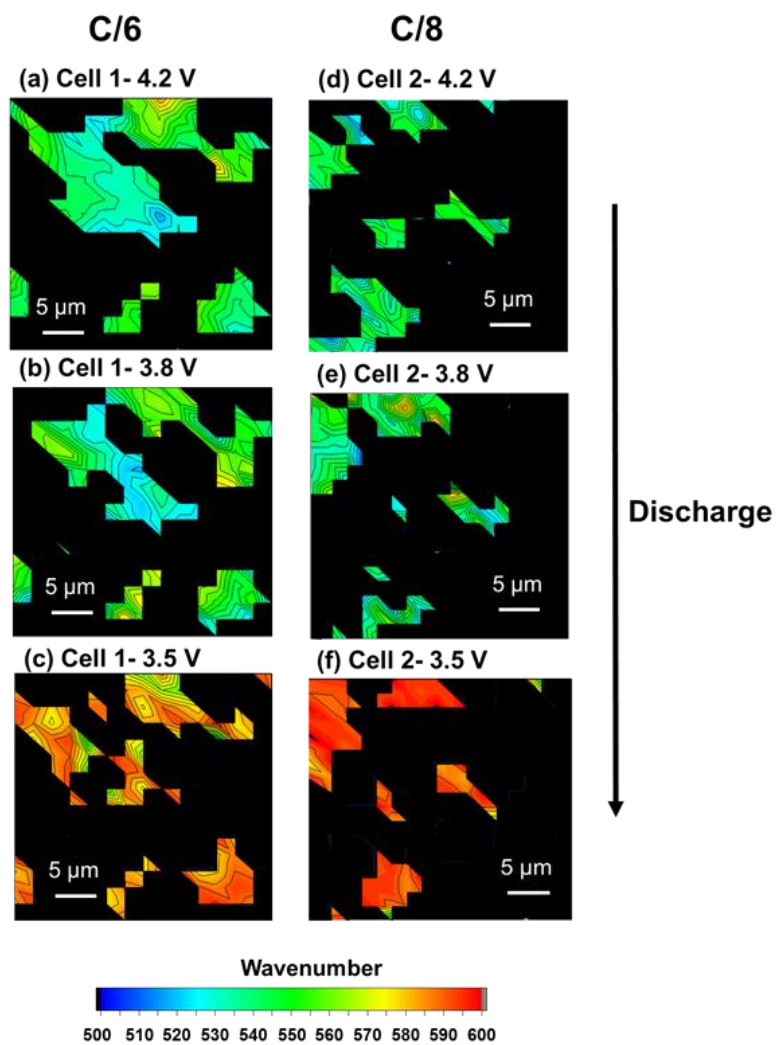 C/6 C/8
(a) Cell 1- 4.2 V (d) Cell 2- 4.2 V
5 μm 5 μm
(b) Cell 1- 3.8 V (e) Cell 2- 3.8 V
Discharge
5 μm 5 μm
(c) Cell 1- 3.5 V (f) Cell 2- 3.5 V
5 μm 5 μm
Wavenumber
500 510 520 530 540 550 560 570 580 590 600